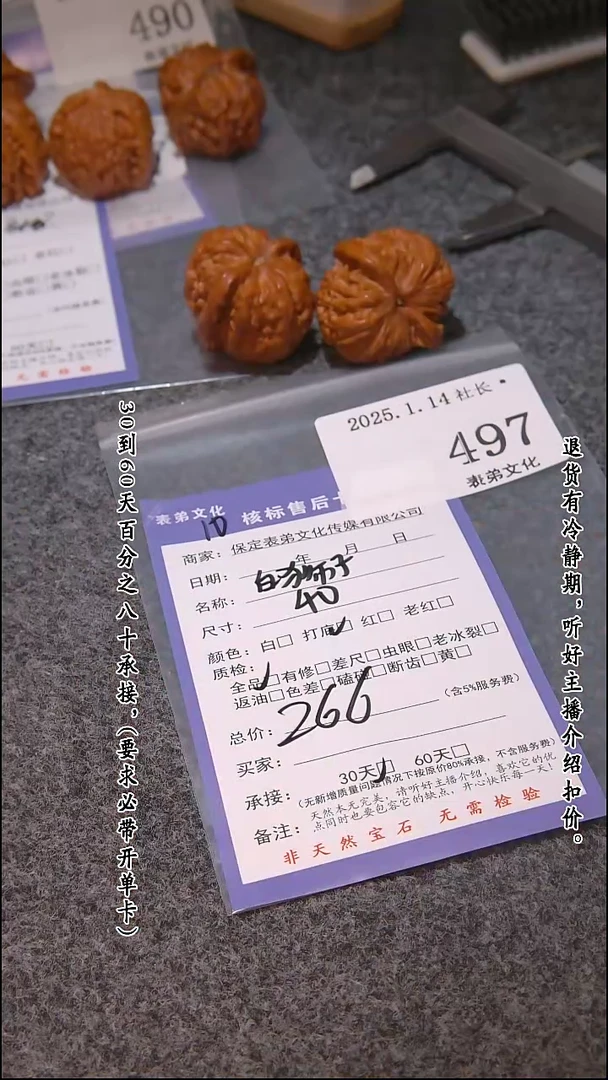 490
2025.1.14 社长
497
表弟文化
表弟文化
10
核标售后
商家：保定表弟文化传媒有限公司
日期： 年 月 日
名称：白狮子
尺寸：40
颜色：白□ 打底□ 红□ 老红□
质检：
全品□有修□差尺□虫眼□老冰裂□
返油□色差□磕碰□断齿□黄□
总价：266 (含5%服务费)
买家：
承接：30天□ 60天□
(无新增质量问题情况下按原价80%承接，不含服务费)
备注：天然本无完美，请听好主播介绍，喜欢它的优
点同时也要包容它的缺点，开心快乐每一天！
非天然宝石 无需检验
无需检验
30到60天百分之八十承接，(要求必带开单卡)
退货有冷静期，听好主播介绍扣价。